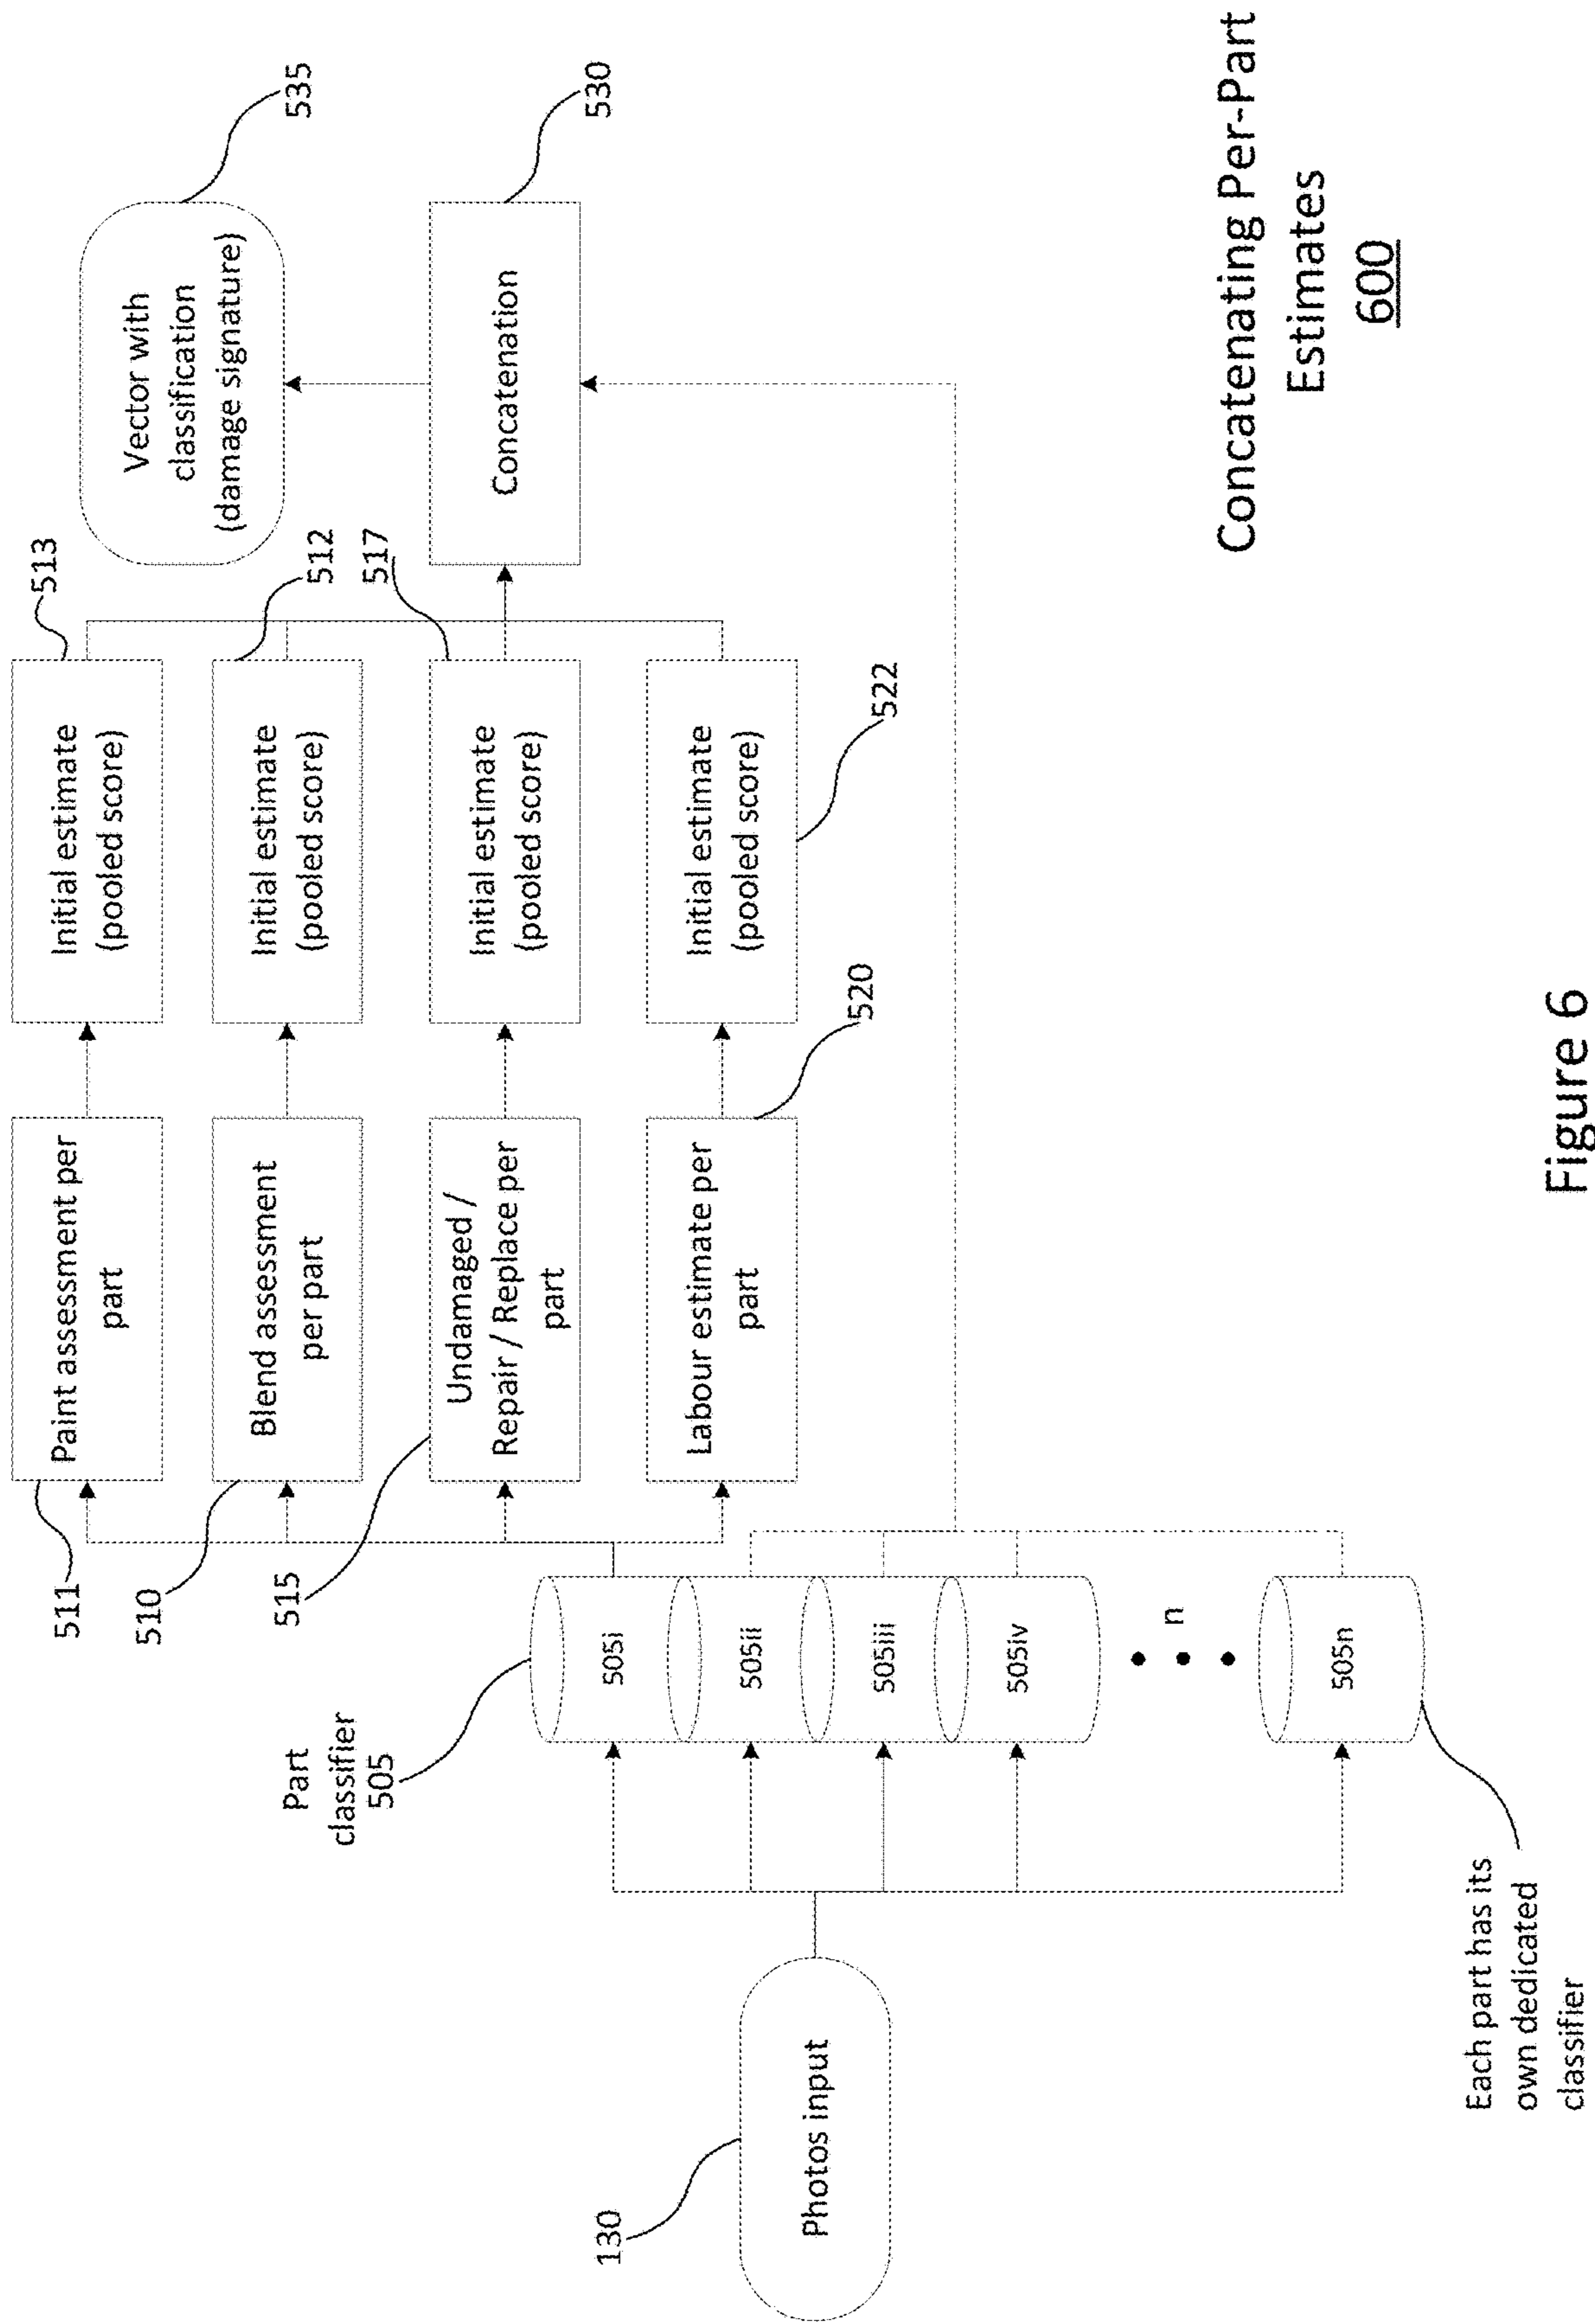 511
Paint assessment per
part
Initial estimate
(pooled score)
513
510
Blend assessment
per part
Initial estimate
(pooled score)
512
515
Undamaged /
Repair / Replace per
part
Initial estimate
(pooled score)
517
Labour estimate per
part
520
Initial estimate
(pooled score)
522
Vector with
classification
(damage signature)
535
Concatenation
530
Part
classifier
505
505i
505ii
505iii
505iv
n
505n
130
Photos input
Each part has its
own dedicated
classifier
Concatenating Per-Part
Estimates
600
Figure 6